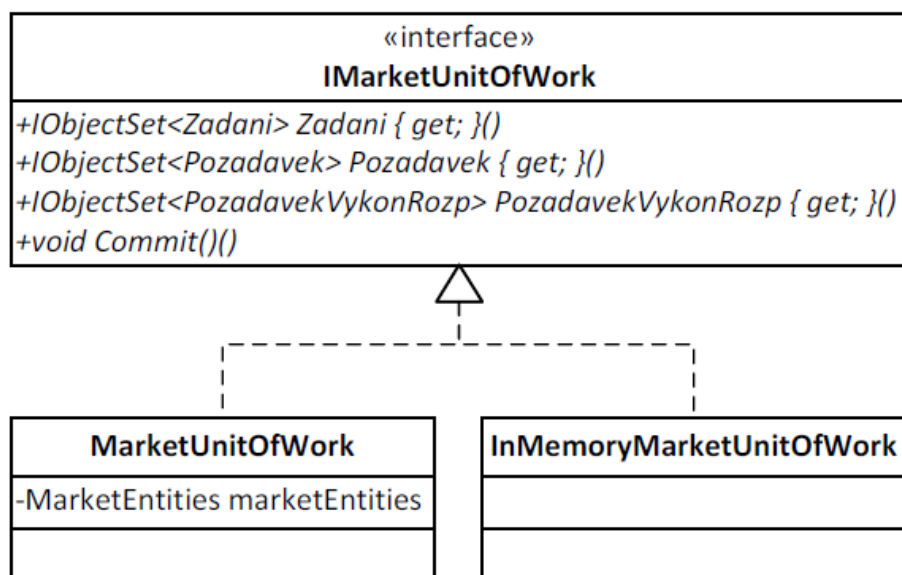 «interface»
IMarketUnitOfWork
+IObjectSet<Zadani> Zadani { get; }()
+IObjectSet<Pozadavek> Pozadavek { get; }()
+IObjectSet<PozadavekVykonRozp> PozadavekVykonRozp { get; }()
+void Commit()()
MarketUnitOfWork
-MarketEntities marketEntities
InMemoryMarketUnitOfWork